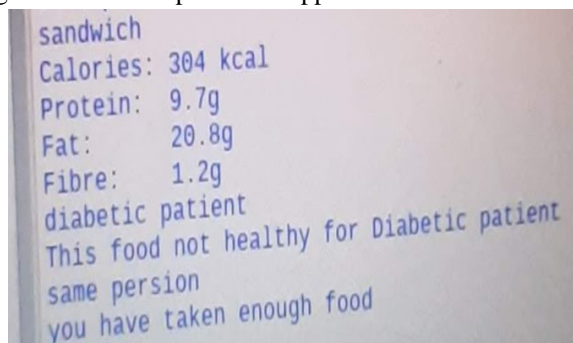 sandwich
Calories: 304 kcal
Protein: 9.7g
Fat: 20.8g
Fibre: 1.2g
diabetic patient
This food not healthy for Diabetic patient
same persion
you have taken enough food